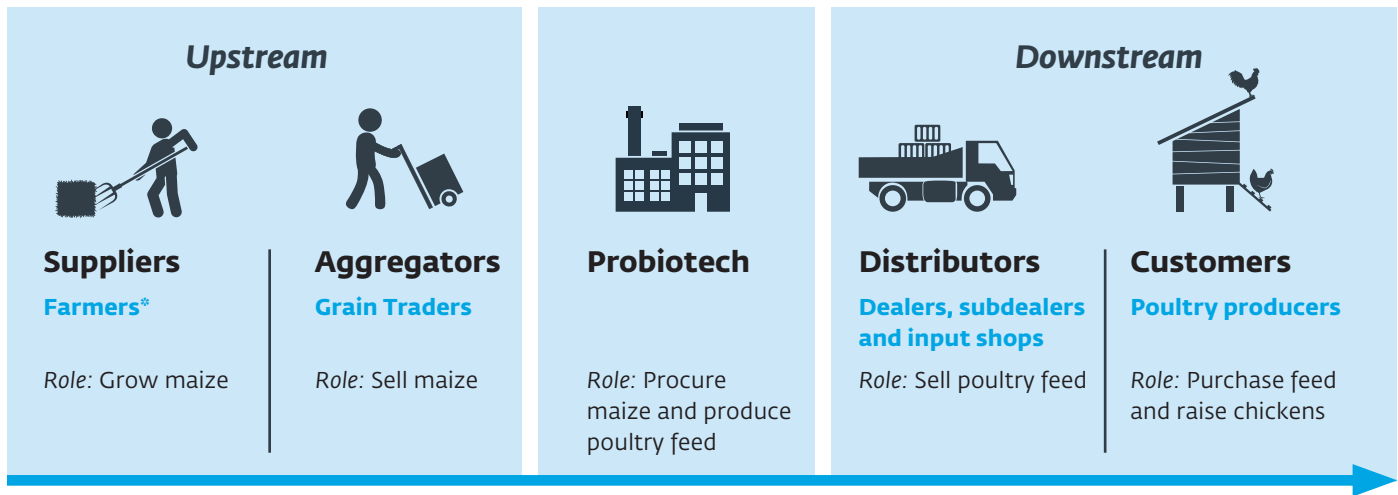 Upstream
Suppliers
Farmers*
Role: Grow maize
Aggregators
Grain Traders
Role: Sell maize
Probiotech
Role: Procure
maize and produce
poultry feed
Downstream
Distributors
Dealers, subdealers
and input shops
Role: Sell poultry feed
Customers
Poultry producers
Role: Purchase feed
and raise chickens